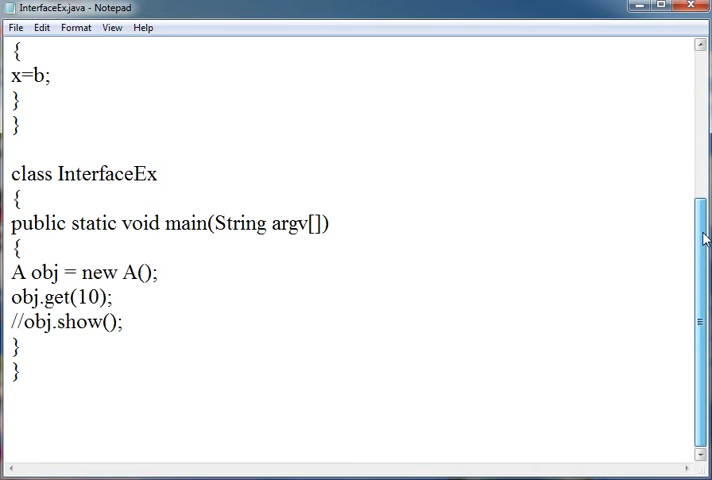 InterfaceEx.java - Notepad
File Edit Format View Help
{
x=b;
}
}
class InterfaceEx
{
public static void main(String argv[])
{
A obj = new A();
obj.get(10);
//obj.show();
}
}